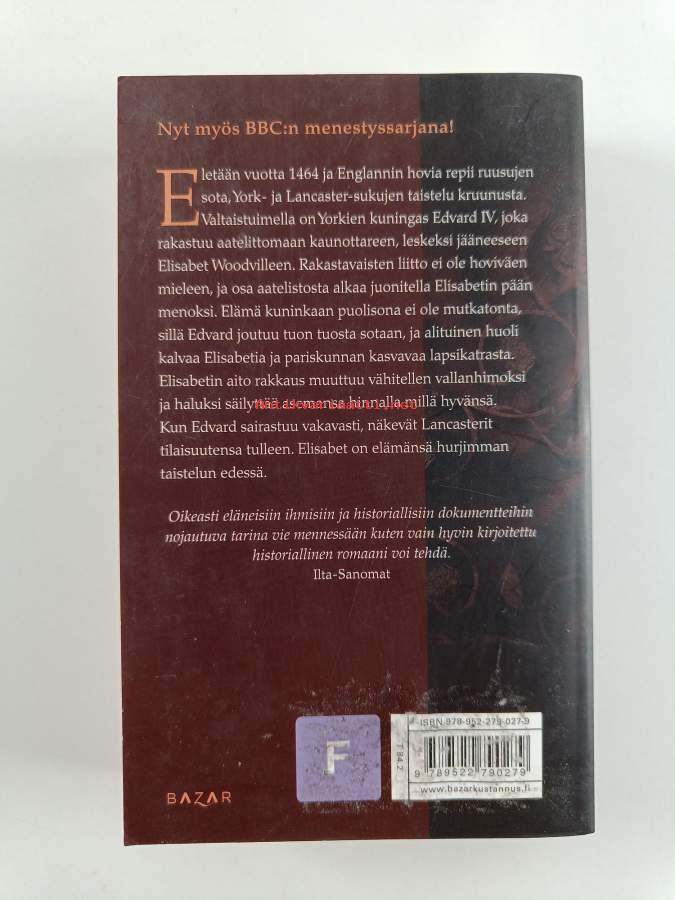 Nyt myös BBC:n menestyssarjana!
Eletään vuotta 1464 ja Englannin hovia repii ruusujen
sota, York- ja Lancaster-sukujen taistelu kruunusta.
Valtaistuimella on Yorkien kuningas Edvard IV, joka
rakastuu aatelittomaan kaunottareen, leskeksi jääneeseen
Elisabet Woodvilleen. Rakastavaisten liitto ei ole hoviväen
mieleen, ja osa aatelistosta alkaa juonitella Elisabetin pään
menoksi. Elämä kuninkaan puolisona ei ole mutkatonta,
sillä Edvard joutuu tuon tuosta sotaan, ja alituinen huoli
kalvaa Elisabetia ja pariskunnan kasvavaa lapsikatrasta.
Elisabetin aito rakkaus muuttuu vähitellen vallanhimoksi
ja haluksi säilyttää asemansa hinnalla millä hyvänsä.
Kun Edvard sairastuu vakavasti, näkevät Lancasterit
tilaisuutensa tulleen. Elisabet on elämänsä hurjimman
taistelun edessä.
Oikeasti eläneisiin ihmisiin ja historiallisiin dokumentteihin
nojautuva tarina vie mennessään kuten vain hyvin kirjoitettu
historiallinen romaani voi tehdä.
Ilta-Sanomat
ISBN 978-952-279-027-9
T 84.2
F
9 789522 790279
www.bazarkustannus.fi
BAZAR